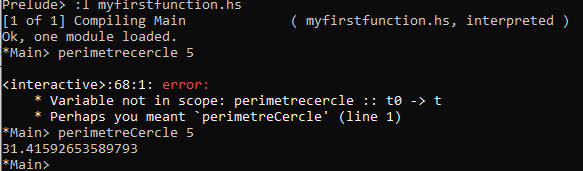 Prelude> :l myfirstfunction.hs
[1 of 1] Compiling Main             ( myfirstfunction.hs, interpreted )
Ok, one module loaded.
*Main> perimetrecercle 5

<interactive>:68:1: error:
    * Variable not in scope: perimetrecercle :: t0 -> t
    * Perhaps you meant `perimetreCercle' (line 1)
*Main> perimetreCercle 5
31.41592653589793
*Main>